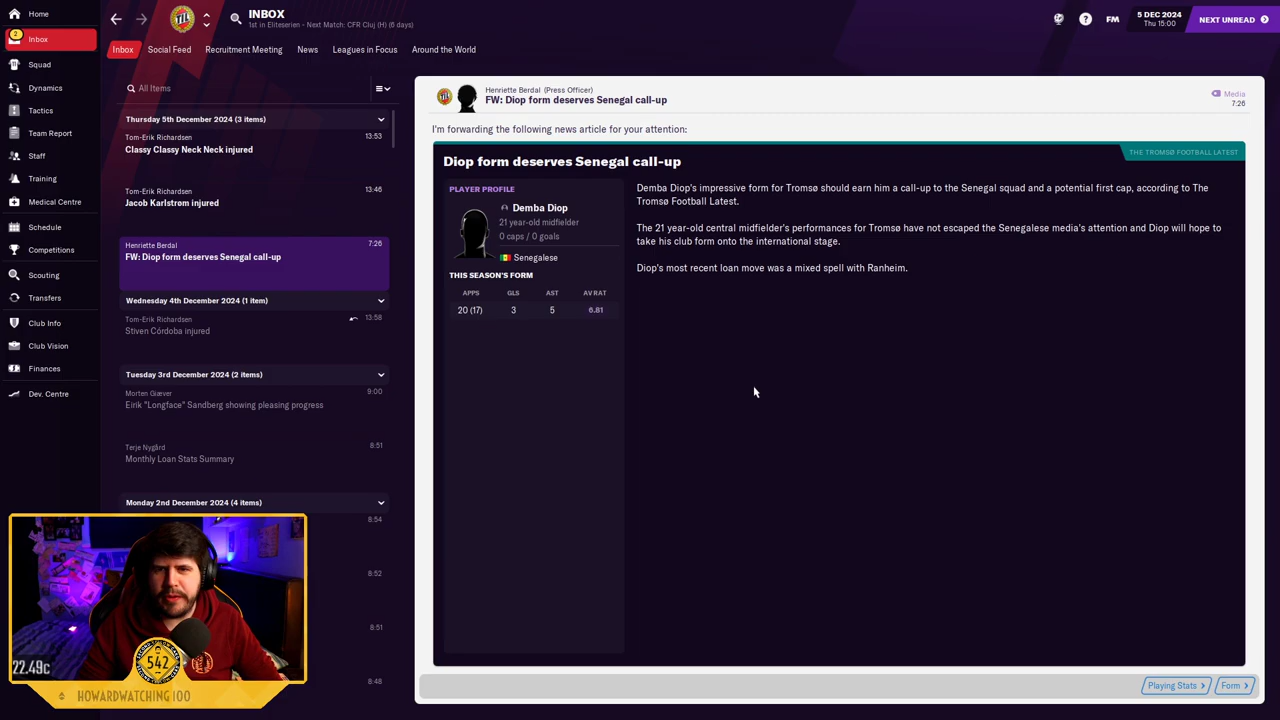 Home
2
Inbox
Squad
Dynamics
Tactics
Team Report
Staff
Training
Medical Centre
Schedule
Competitions
Scouting
Transfers
Club Info
Club Vision
Finances
Dev. Centre
TIL
INBOX
1st in Eliteserien - Next Match: CFR Cluj (H) (6 days)
FM
5 DEC 2024
Thu 15:00
NEXT UNREAD
Inbox
Social Feed
Recruitment Meeting
News
Leagues in Focus
Around the World
All Items
Thursday 5th December 2024 (3 items)
Tom-Erik Richardsen 13:53
Classy Classy Neck Neck injured
Tom-Erik Richardsen 13:46
Jacob Karlstrøm injured
Henriette Berdal 7:26
FW: Diop form deserves Senegal call-up
Wednesday 4th December 2024 (1 item)
Tom-Erik Richardsen 13:58
Stiven Córdoba injured
Tuesday 3rd December 2024 (2 items)
Morten Giæver 9:00
Eirik "Longface" Sandberg showing pleasing progress
Terje Nygård 8:51
Monthly Loan Stats Summary
Monday 2nd December 2024 (4 items)
8:54
8:52
8:51
8:48
Henriette Berdal (Press Officer)
FW: Diop form deserves Senegal call-up
Media
7:26
I'm forwarding the following news article for your attention:
Diop form deserves Senegal call-up
THE TROMSØ FOOTBALL LATEST
PLAYER PROFILE
Demba Diop
21 year-old midfielder
0 caps / 0 goals
Senegalese
THIS SEASON'S FORM
APPS GLS AST AV RAT
20 (17) 3 5 6.81
Demba Diop's impressive form for Tromsø should earn him a call-up to the Senegal squad and a potential first cap, according to The
Tromsø Football Latest.
The 21 year-old central midfielder's performances for Tromsø have not escaped the Senegalese media's attention and Diop will hope to
take his club form onto the international stage.
Diop's most recent loan move was a mixed spell with Ranheim.
Playing Stats
Form
22.49c
542
HOWARDWATCHING 100